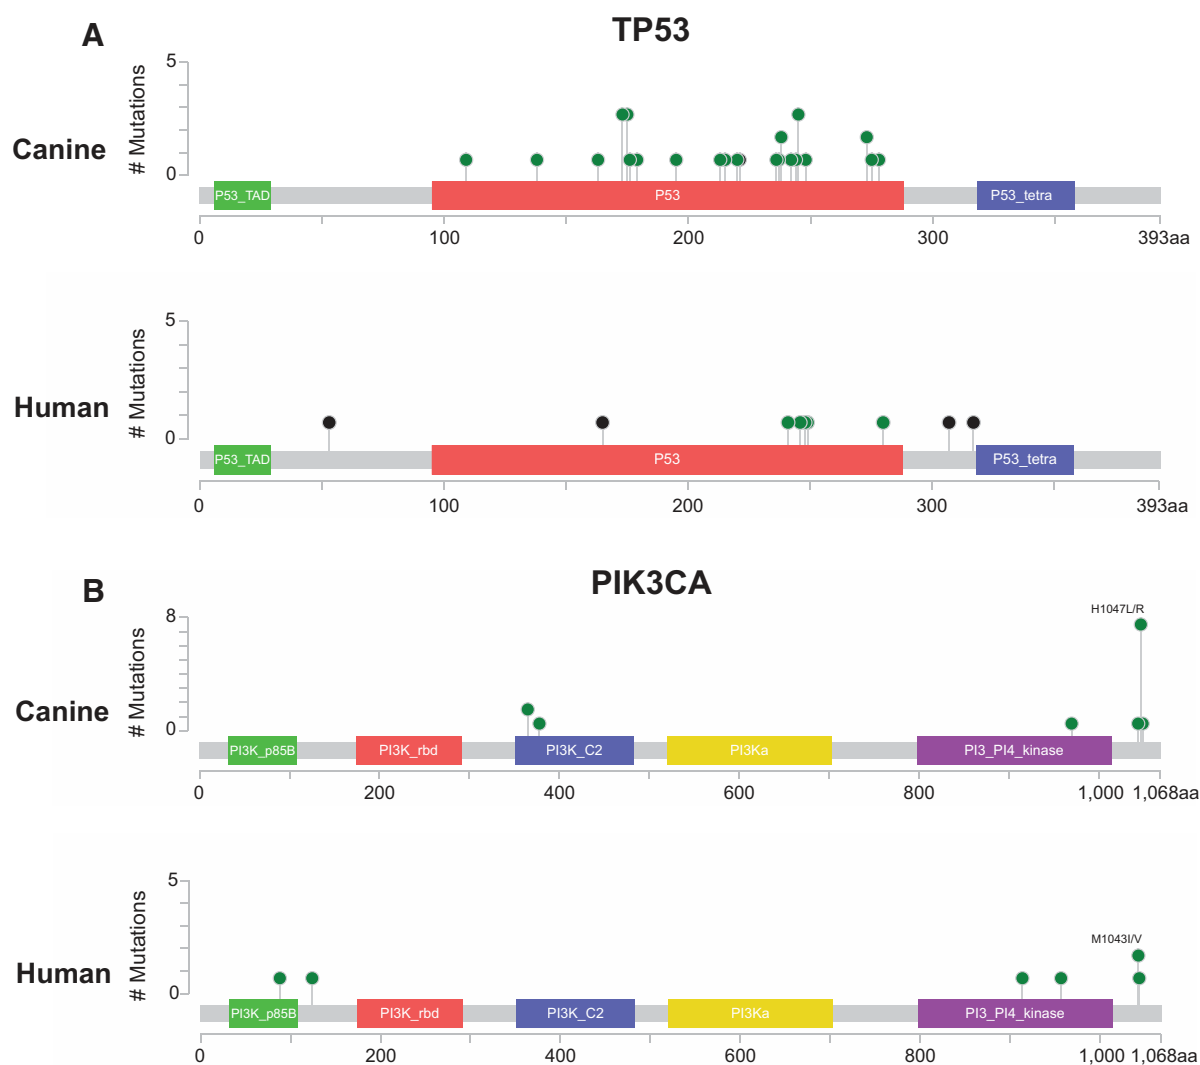 A
TP53
Canine
# Mutations
5
0
P53_TAD
P53
P53_tetra
0
100
200
300
393aa
Human
# Mutations
5
0
P53_TAD
P53
P53_tetra
0
100
200
300
393aa
B
PIK3CA
Canine
# Mutations
8
0
H1047L/R
PI3K_p85B
PI3K_rbd
PI3K_C2
PI3Ka
PI3_PI4_kinase
0
200
400
600
800
1,000
1,068aa
Human
# Mutations
5
0
M1043I/V
PI3K_p85B
PI3K_rbd
PI3K_C2
PI3Ka
PI3_PI4_kinase
0
200
400
600
800
1,000
1,068aa